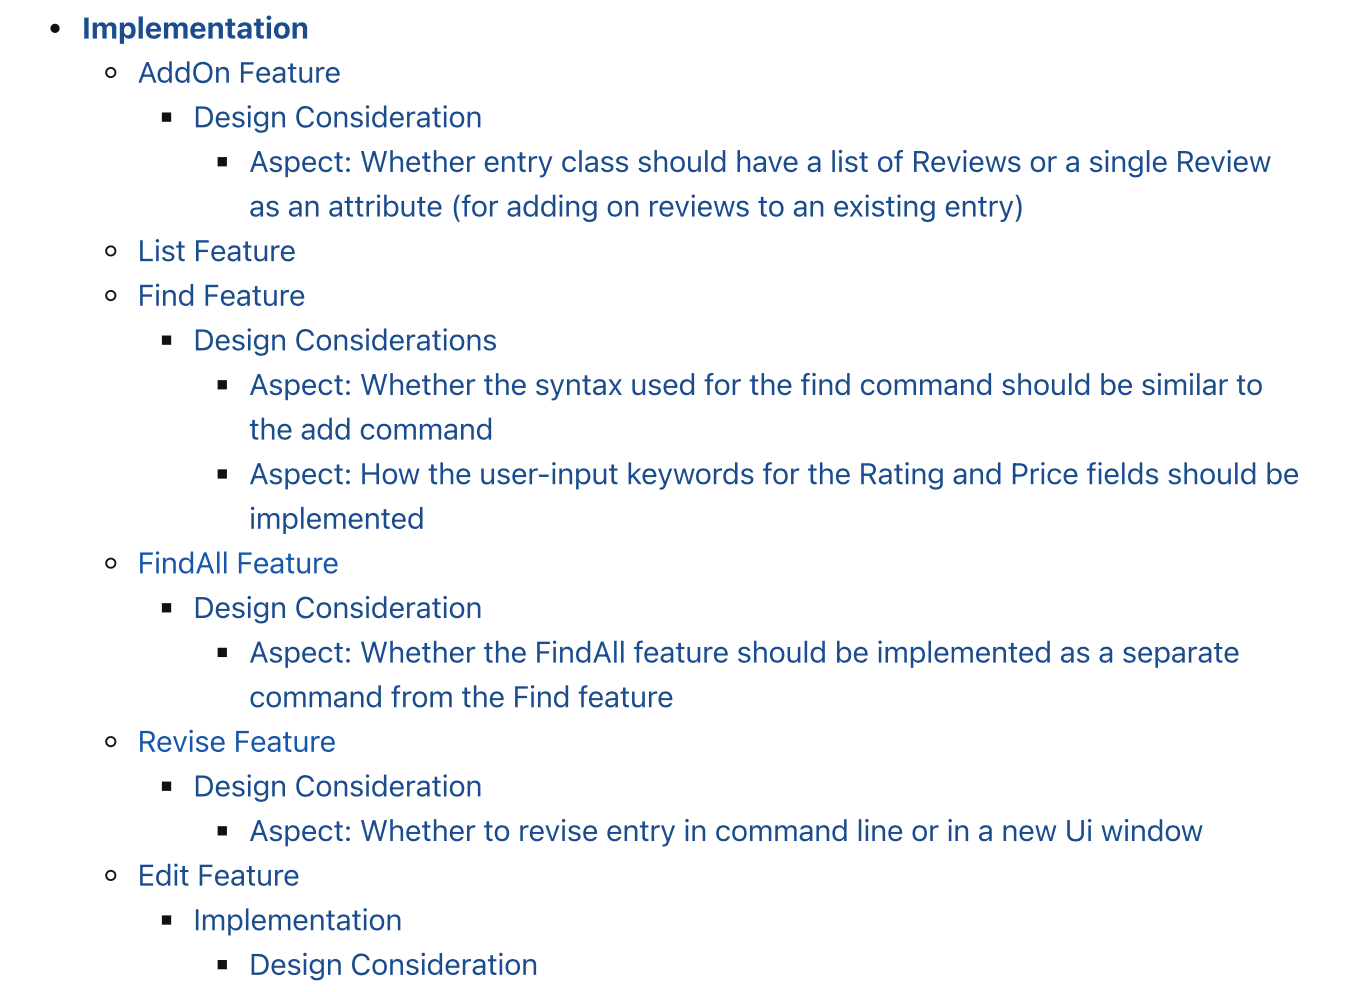 Implementation
AddOn Feature
Design Consideration
Aspect: Whether entry class should have a list of Reviews or a single Review
as an attribute (for adding on reviews to an existing entry)
List Feature
Find Feature
Design Considerations
Aspect: Whether the syntax used for the find command should be similar to
the add command
Aspect: How the user-input keywords for the Rating and Price fields should be
implemented
FindAll Feature
Design Consideration
Aspect: Whether the FindAll feature should be implemented as a separate
command from the Find feature
Revise Feature
Design Consideration
Aspect: Whether to revise entry in command line or in a new Ui window
Edit Feature
Implementation
Design Consideration